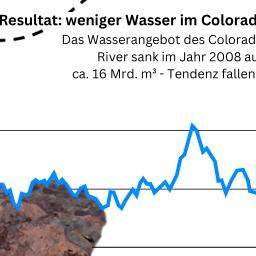 Resultat: weniger Wasser im Colorad
Das Wasserangebot des Colorad
River sank im Jahr 2008 au
ca. 16 Mrd. m³ - Tendenz fallen